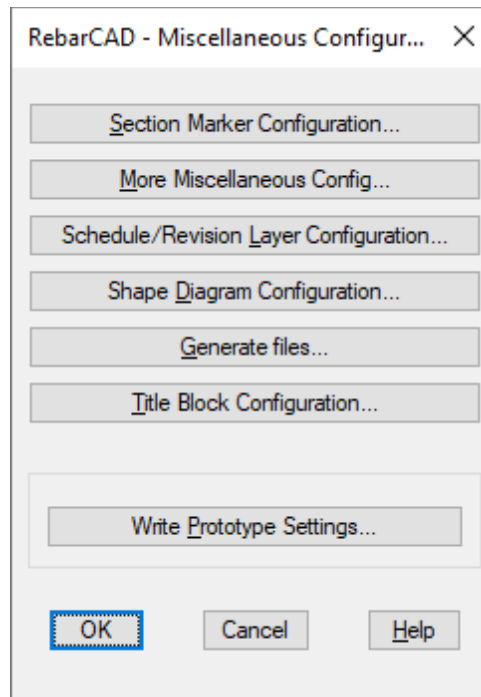 RebarCAD - Miscellaneous Configur...
Section Marker Configuration...
More Miscellaneous Config...
Schedule/Revision Layer Configuration...
Shape Diagram Configuration...
Generate files...
Title Block Configuration...
Write Prototype Settings...
OK Cancel Help